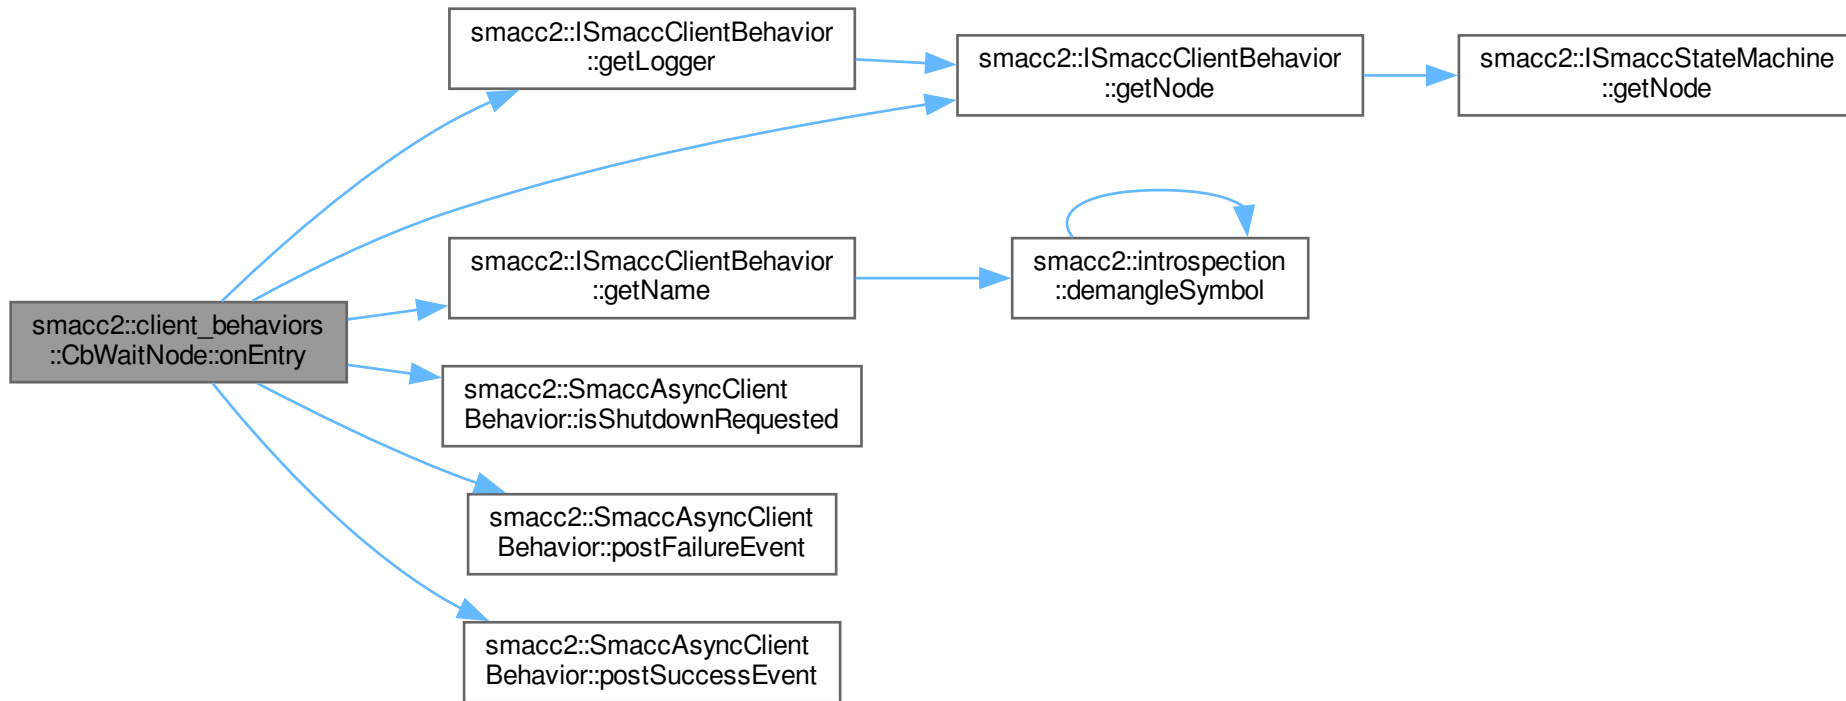 smacc2::ISmaccClientBehavior
::getLogger
smacc2::ISmaccClientBehavior
::getNode
smacc2::ISmaccStateMachine
::getNode
smacc2::ISmaccClientBehavior
::getName
smacc2::introspection
::demangleSymbol
smacc2::client_behaviors
::CbWaitNode::onEntry
smacc2::SmaccAsyncClient
Behavior::isShutdownRequested
smacc2::SmaccAsyncClient
Behavior::postFailureEvent
smacc2::SmaccAsyncClient
Behavior::postSuccessEvent